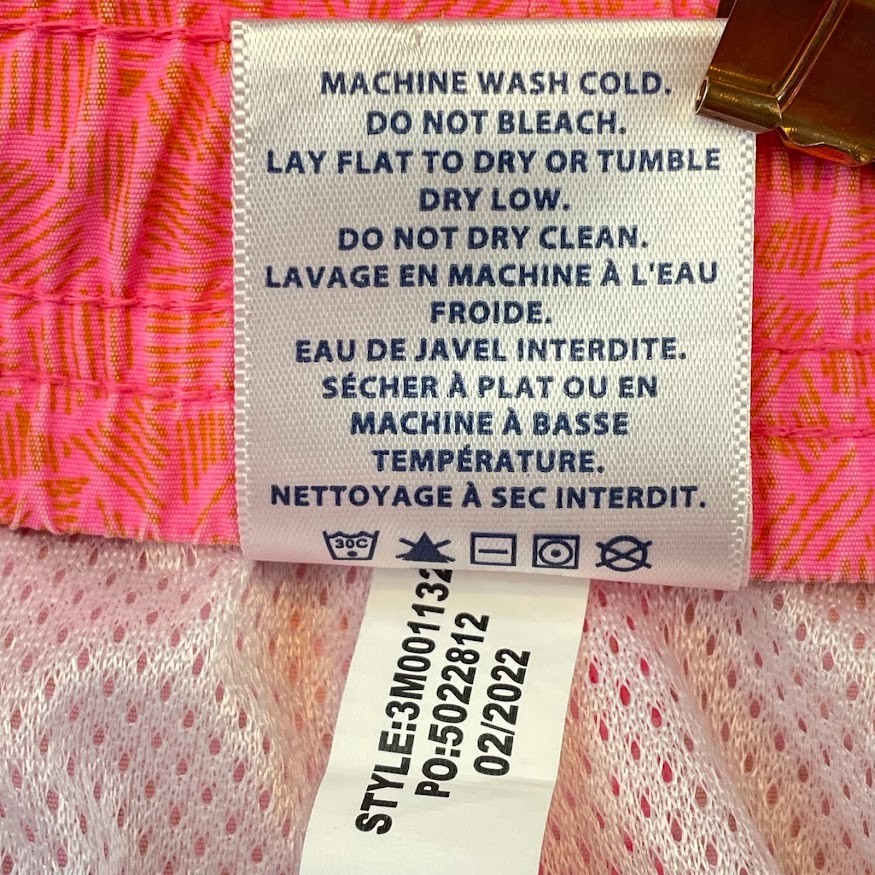 MACHINE WASH COLD.
DO NOT BLEACH.
LAY FLAT TO DRY OR TUMBLE
DRY LOW.
DO NOT DRY CLEAN.
LAVAGE EN MACHINE À L'EAU
FROIDE.
EAU DE JAVEL INTERDITE.
SÉCHER À PLAT OU EN
MACHINE À BASSE
TEMPÉRATURE.
NETTOYAGE À SEC INTERDIT.
30C
STYLE:3M001132
PO:5022812
02/2022